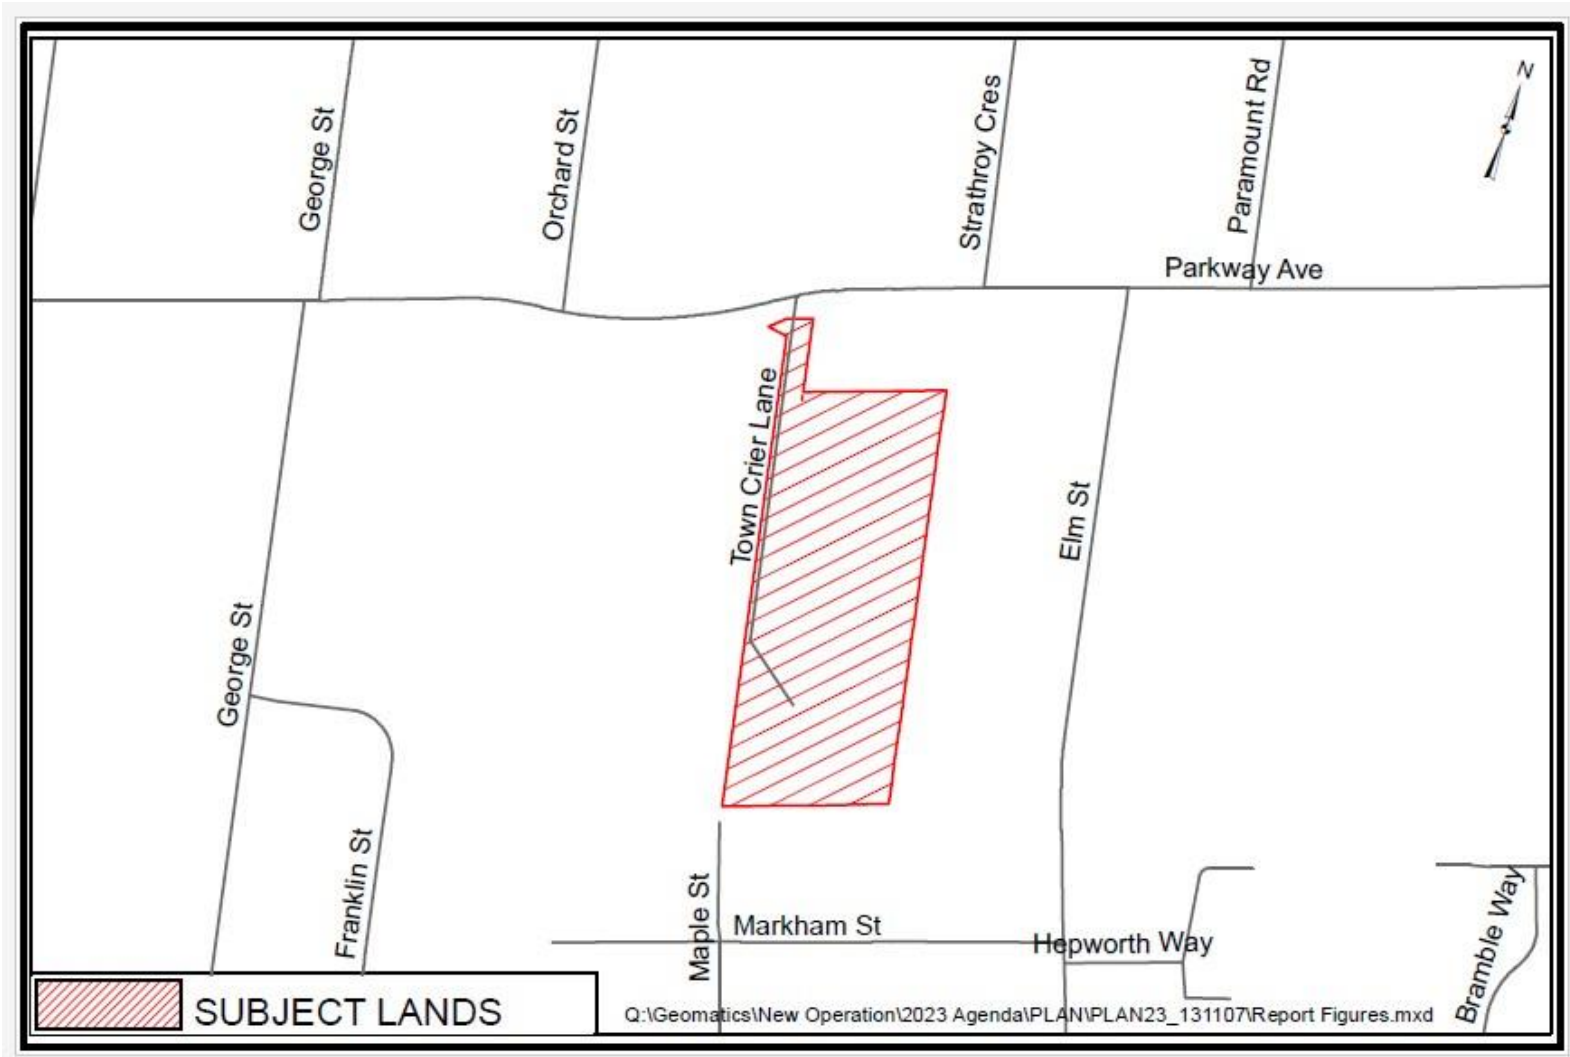 N
George St
Orchard St
Strathroy Cres
Paramount Rd
Parkway Ave
Town Crier Lane
Elm St
George St
Franklin St
Maple St
Markham St
Hepworth Way
Bramble Way
SUBJECT LANDS
Q:\Geomatics\New Operation\2023 Agenda\PLAN\PLAN23_131107\Report Figures.mxd